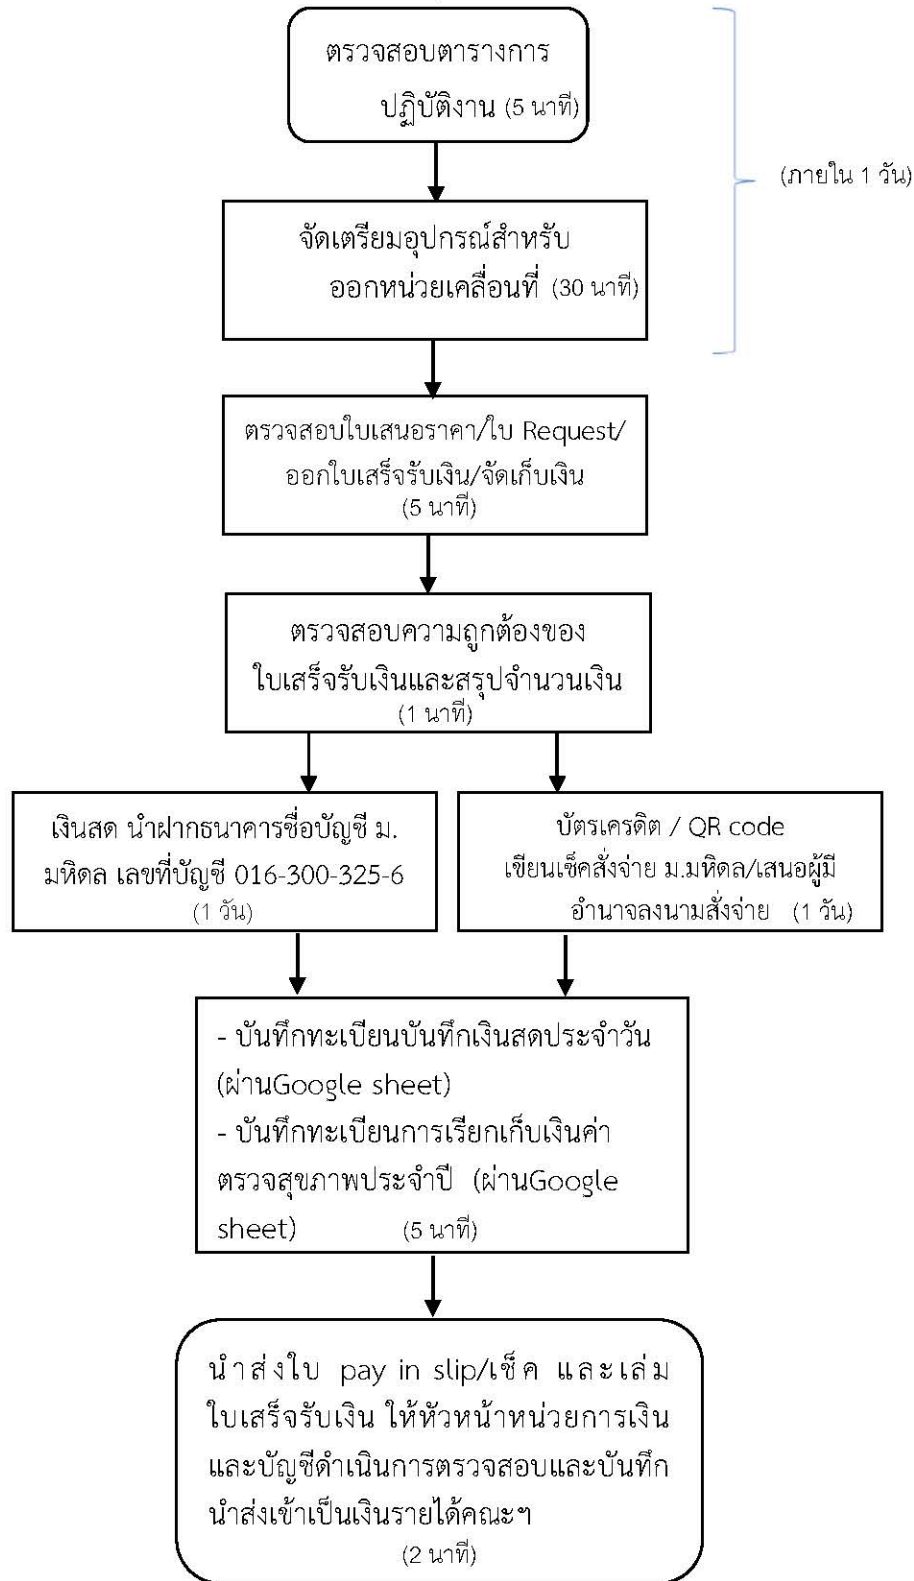 ตรวจสอบตารางการ
ปฏิบัติงาน (5 นาที)
(ภายใน 1 วัน)
จัดเตรียมอุปกรณ์สำหรับ
ออกหน่วยเคลื่อนที่ (30 นาที)
ตรวจสอบใบเสนอราคา/ใบ Request/
ออกใบเสร็จรับเงิน/จัดเก็บเงิน
(5 นาที)
ตรวจสอบความถูกต้องของ
ใบเสร็จรับเงินและสรุปจำนวนเงิน
(1 นาที)
เงินสด นำฝากธนาคารชื่อบัญชี ม.
มหิดล เลขที่บัญชี 016-300-325-6
(1 วัน)
บัตรเครดิต / QR code
เขียนเช็คสั่งจ่าย ม.มหิดล/เสนอผู้มี
อำนาจลงนามสั่งจ่าย (1 วัน)
- บันทึกทะเบียนบันทึกเงินสดประจำวัน
(ผ่านGoogle sheet)
- บันทึกทะเบียนการเรียกเก็บเงินค่า
ตรวจสุขภาพประจำปี (ผ่านGoogle
sheet) (5 นาที)
นำส่งใบ pay in slip/เช็ค และเล่ม
ใบเสร็จรับเงิน ให้หัวหน้าหน่วยการเงิน
และบัญชีดำเนินการตรวจสอบและบันทึก
นำส่งเข้าเป็นเงินรายได้คณะฯ
(2 นาที)